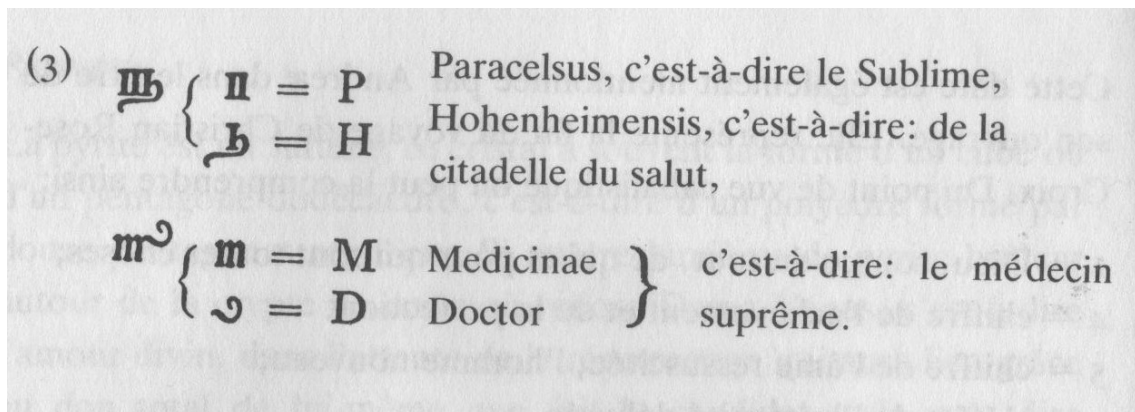 (3)
= P Paracelsus, c'est-à-dire le Sublime
= H Hohenheimensis, c'est-à-dire: de la
citadelle du salut,
m = M Medicinae } c'est-à-dire: le médecin
= D Doctor suprême.